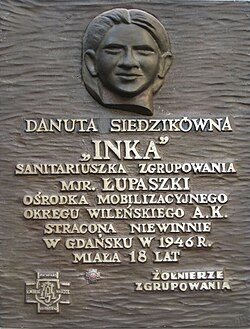 DANUTA SIEDZIKÓWNA
„INKA”
SANITARIUSZKA ZGRUPOWANIA
MJR. ŁUPASZKI
OŚRODKA MOBILIZACYJNEGO
OKRĘGU WILEŃSKIEGO A.K.
STRACONA NIEWINNIE
W GDAŃSKU W 1946 R.
MIAŁA 18 LAT
ŻOŁNIERZE
ZGRUPOWANIA